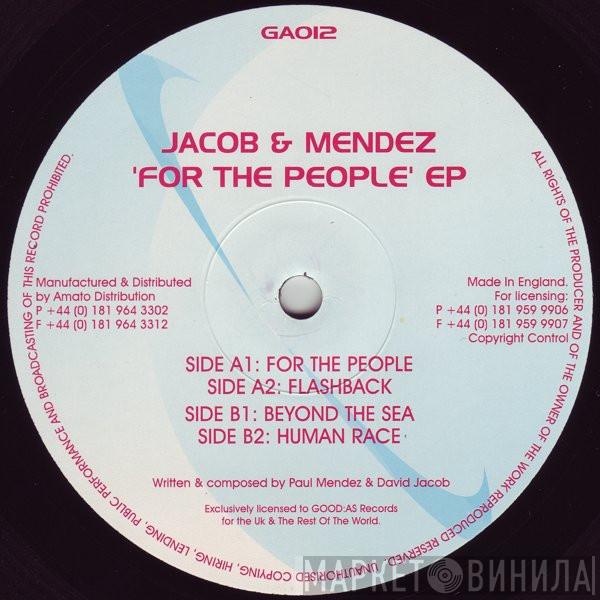 GA012
JACOB & MENDEZ
'FOR THE PEOPLE' EP
Manufactured & Distributed
by Amato Distribution
P +44 (0) 181 964 3302
F +44 (0) 181 964 3312
Made In England.
For licensing:
P +44 (0) 181 959 9906
F +44 (0) 181 959 9907
Copyright Control
SIDE A1: FOR THE PEOPLE
SIDE A2: FLASHBACK
SIDE B1: BEYOND THE SEA
SIDE B2: HUMAN RACE
Written & composed by Paul Mendez & David Jacob
Exclusively licensed to GOOD:AS Records
for the Uk & The Rest Of The World.
ALL RIGHTS OF THE PRODUCER AND OF THE OWNER OF THE WORK REPRODUCED RESERVED. UNAUTHORISED COPYING, HIRING, LENDING, PUBLIC PERFORMANCE AND BROADCASTING OF THIS RECORD PROHIBITED.
МАРКЕТ ВИНИЛА